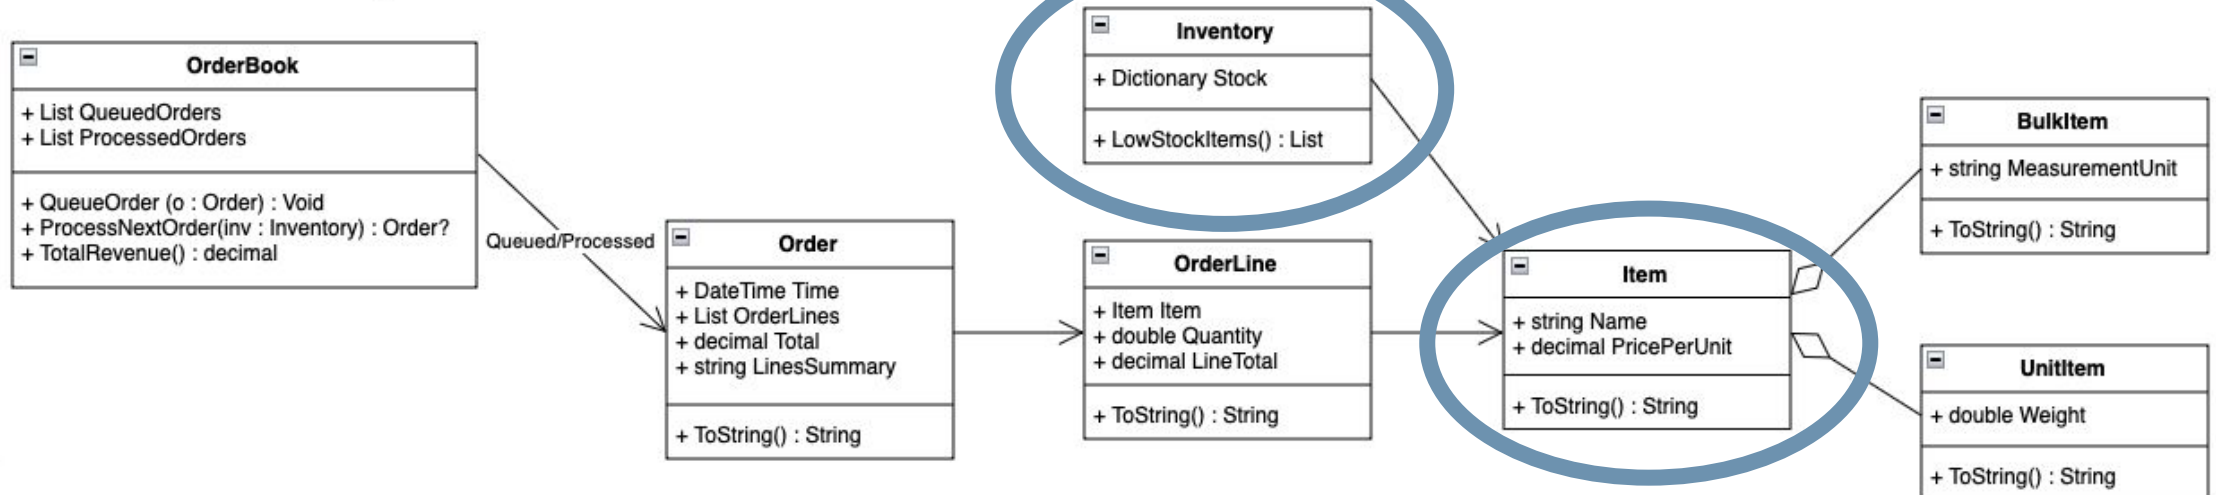 OrderBook
+ List QueuedOrders
+ List ProcessedOrders
+ QueueOrder (o : Order) : Void
+ ProcessNextOrder(inv : Inventory) : Order?
+ TotalRevenue() : decimal
Queued/Processed
Order
+ DateTime Time
+ List OrderLines
+ decimal Total
+ string LinesSummary
+ ToString() : String
Inventory
+ Dictionary Stock
+ LowStockItems() : List
OrderLine
+ Item Item
+ double Quantity
+ decimal LineTotal
+ ToString() : String
Item
+ string Name
+ decimal PricePerUnit
+ ToString() : String
BulkItem
+ string MeasurementUnit
+ ToString() : String
UnitItem
+ double Weight
+ ToString() : String